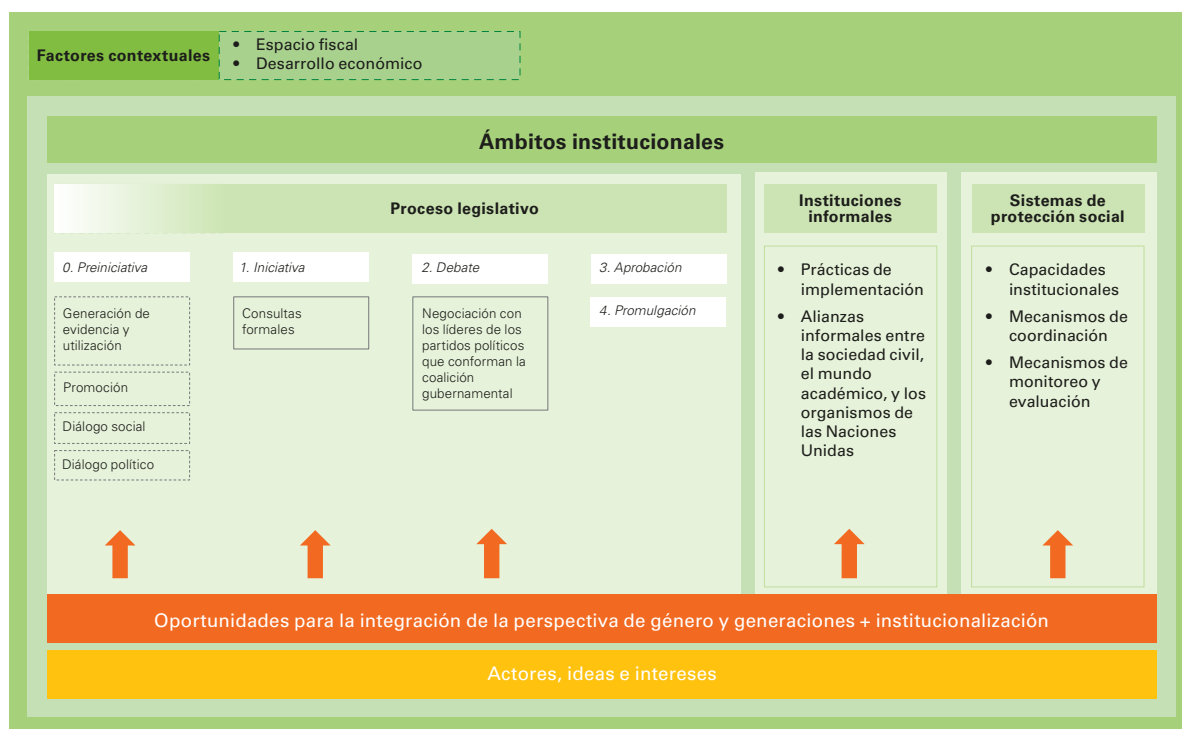 Factores contextuales
• Espacio fiscal
• Desarrollo económico
Ámbitos institucionales
Proceso legislativo
0. Preiniciativa
Generación de
evidencia y
utilización
Promoción
Diálogo social
Diálogo político
1. Iniciativa
Consultas
formales
2. Debate
Negociación con
los líderes de los
partidos políticos
que conforman la
coalición
gubernamental
3. Aprobación
4. Promulgación
Instituciones
informales
• Prácticas de
implementación
• Alianzas
informales entre
la sociedad civil,
el mundo
académico, y los
organismos de
las Naciones
Unidas
Sistemas de
protección social
• Capacidades
institucionales
• Mecanismos de
coordinación
• Mecanismos de
monitoreo y
evaluación
Oportunidades para la integración de la perspectiva de género y generaciones + institucionalización
Actores, ideas e intereses